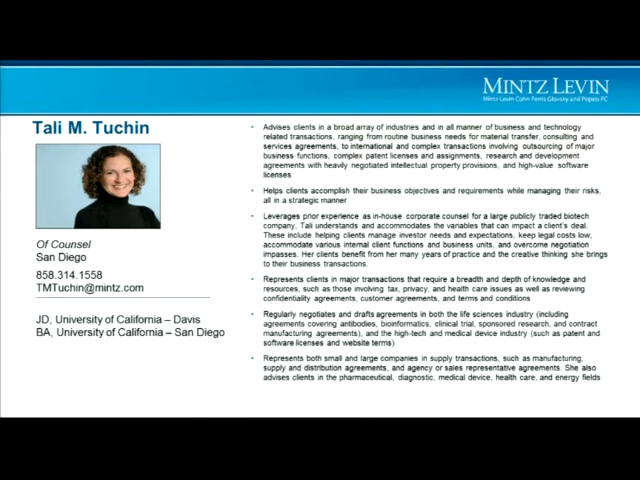 MINTZ LEVIN
Mintz Levin Cohn Ferris Glovsky and Popeo PC
Tali M. Tuchin
Of Counsel
San Diego
858.314.1558
TMTuchin@mintz.com
JD, University of California – Davis
BA, University of California – San Diego
• Advises clients in a broad array of industries and in all manner of business and technology
related transactions, ranging from routine business needs for material transfer, consulting and
services agreements, to international and complex transactions involving outsourcing of major
business functions, complex patent licenses and assignments, research and development
agreements with heavily negotiated intellectual property provisions, and high-value software
licenses
• Helps clients accomplish their business objectives and requirements while managing their risks,
all in a strategic manner
• Leverages prior experience as in-house corporate counsel for a large publicly traded biotech
company, Tali understands and accommodates the variables that can impact a client's deal.
These include helping clients manage investor needs and expectations, keep legal costs low,
accommodate various internal client functions and business units, and overcome negotiation
impasses. Her clients benefit from her many years of practice and the creative thinking she brings
to their business transactions.
• Represents clients in major transactions that require a breadth and depth of knowledge and
resources, such as those involving tax, privacy, and health care issues as well as reviewing
confidentiality agreements, customer agreements, and terms and conditions
• Regularly negotiates and drafts agreements in both the life sciences industry (including
agreements covering antibodies, bioinformatics, clinical trial, sponsored research, and contract
manufacturing agreements), and the high-tech and medical device industry (such as patent and
software licenses and website terms)
• Represents both small and large companies in supply transactions, such as manufacturing,
supply and distribution agreements, and agency or sales representative agreements. She also
advises clients in the pharmaceutical, diagnostic, medical device, health care, and energy fields